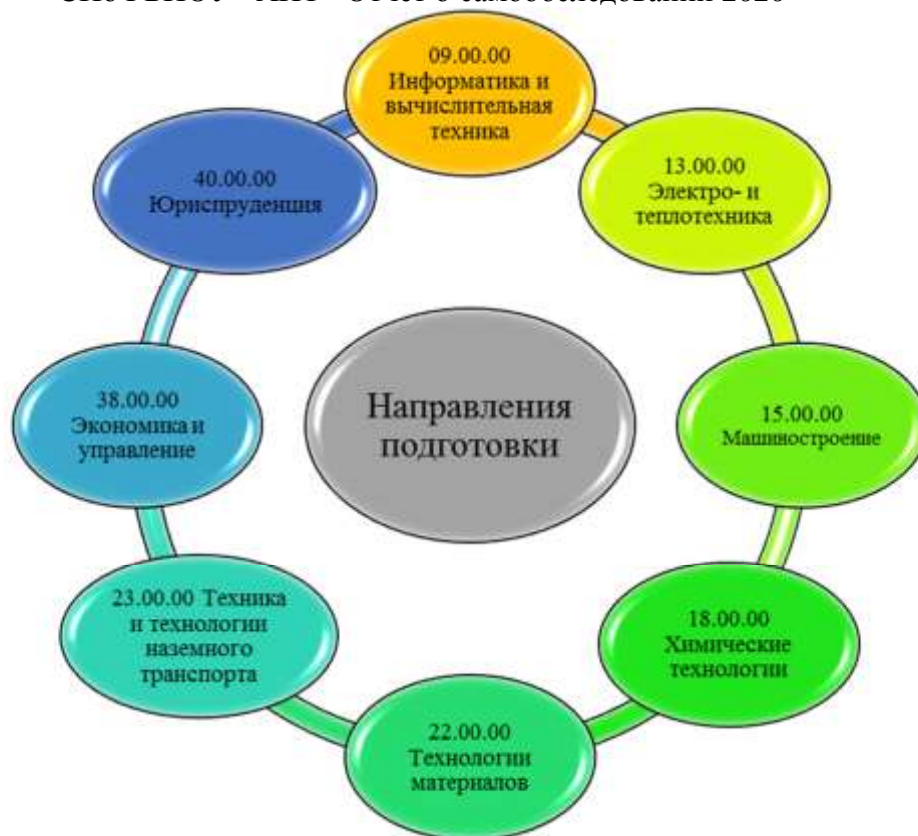 09.00.00
Информатика и
вычислительная
техника
13.00.00
Электро- и
теплотехника
15.00.00
Машиностроение
18.00.00
Химические
технологии
22.00.00
Технологии
материалов
23.00.00 Техника
и технологии
наземного
транспорта
38.00.00
Экономика и
управление
40.00.00
Юриспруденция
Направления
подготовки